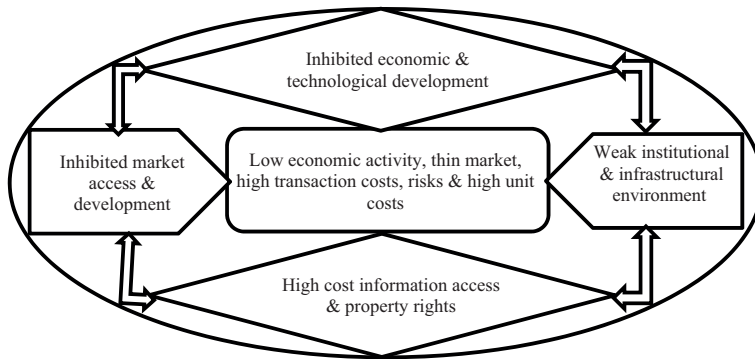 Inhibited economic &
technological development
Inhibited market
access &
development
Low economic activity, thin market,
high transaction costs, risks & high unit
costs
Weak institutional
& infrastructural
environment
High cost information access
& property rights